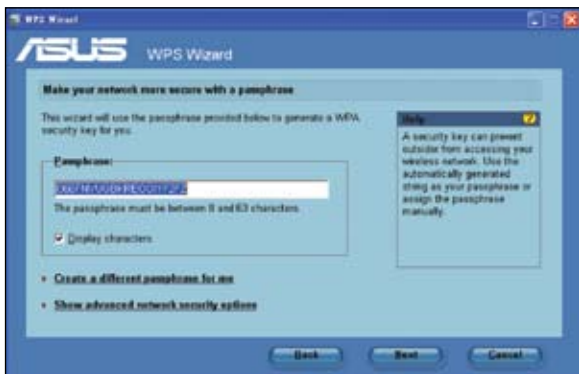 WPS Wizard
ASUS WPS Wizard
Make your network more secure with a passphrase
This wizard will use the passphrase provided below to generate a WPA
security key for you.
Passphrase:
The passphrase must be between 8 and 63 characters
Display characters
Create a different passphrase for me
Show advanced network security options
Help
A security key can prevent
outsider from accessing your
wireless network. Use the
automatically generated
string as your passphrase or
assign the passphrase
manually.
Back
Next
Cancel